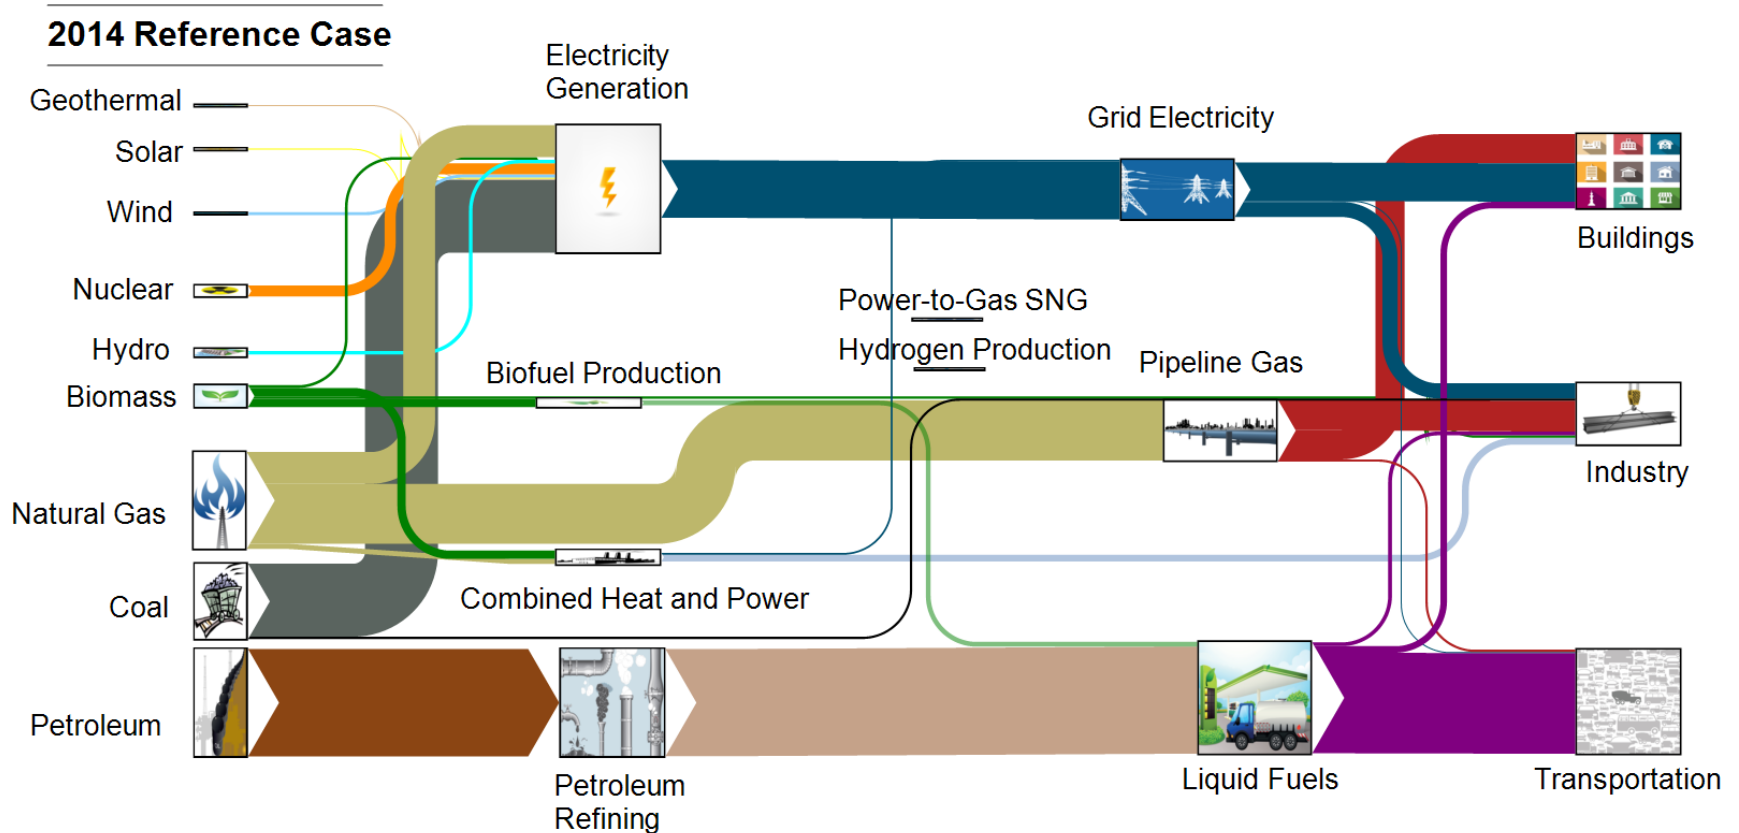 2014 Reference Case
Electricity
Generation
Geothermal
Solar
Wind
Nuclear
Hydro
Biomass
Natural Gas
Coal
Petroleum
Grid Electricity
Buildings
Power-to-Gas SNG
Hydrogen Production
Pipeline Gas
Biofuel Production
Industry
Combined Heat and Power
Petroleum
Refining
Liquid Fuels
Transportation